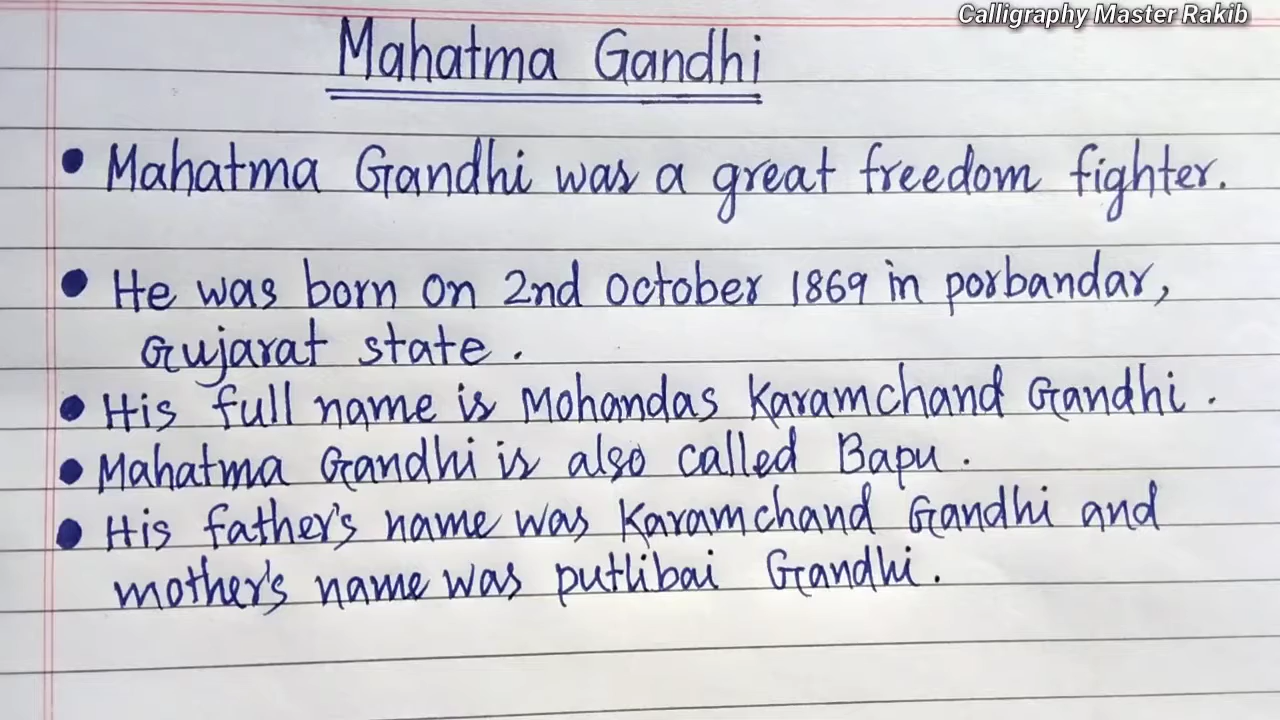 Calligraphy Master Rakib
Mahatma Gandhi
• Mahatma Gandhi was a great freedom fighter.
• He was born on 2nd october 1869 in porbandar,
Gujarat state.
• His full name is Mohandas Karamchand Gandhi.
• Mahatma Gandhi is also called Bapu.
• His father's name was Karamchand Gandhi and
mother's name was putlibai Gandhi.